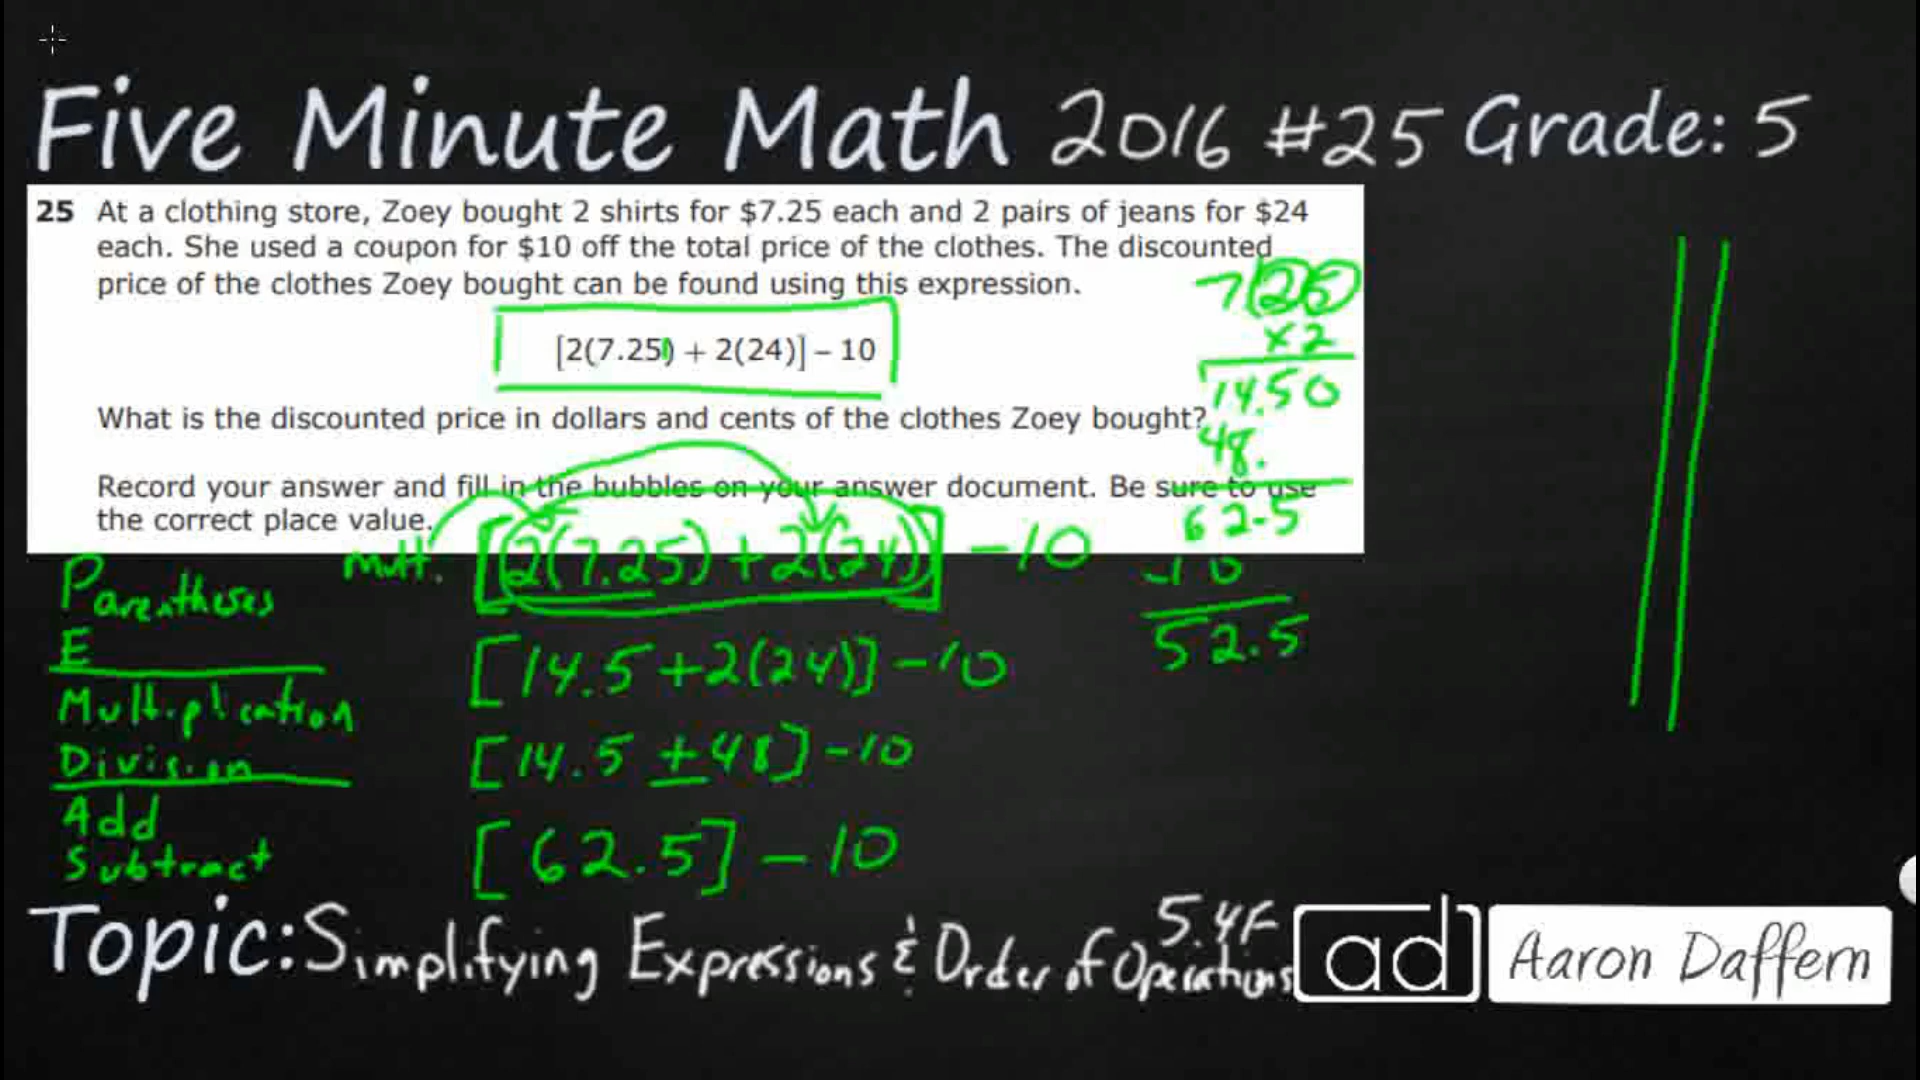 Five Minute Math 2016 #25 Grade: 5
25 At a clothing store, Zoey bought 2 shirts for $7.25 each and 2 pairs of jeans for $24
each. She used a coupon for $10 off the total price of the clothes. The discounted
price of the clothes Zoey bought can be found using this expression.
[2(7.25) + 2(24)] – 10
What is the discounted price in dollars and cents of the clothes Zoey bought?
Record your answer and fill in the bubbles on your answer document. Be sure to use
the correct place value.
7.25
x2
14.50
48.
62.5
-10
52.5
Parentheses
E
Multiplication
Division
Add
Subtract
Mult. [(2(7.25)+2(24))] -10
[14.5+2(24)] -10
[14.5+48] -10
[62.5] -10
Topic: Simplifying Expressions & Order of Operations
5.4F
ad Aaron Daffern